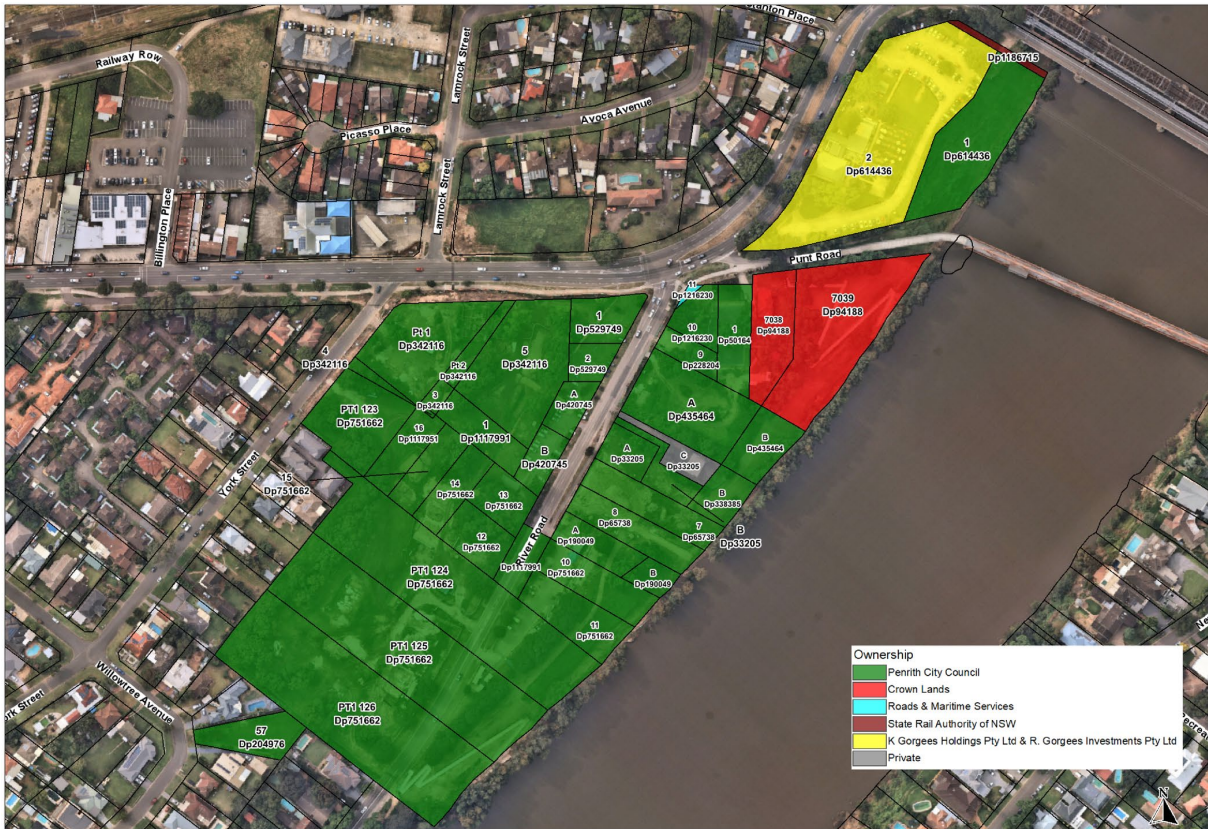 Stanton Place
Railway Row
Lamrock Street
Dp1186715
Avoca Avenue
Picasso Place
1
Dp614436
2
Dp614436
Lamrock Street
Billington Place
Punt Road
11
Dp1216230
7039
Dp94188
1
Dp529749
Pt 1
Dp342116
7038
Dp94188
10
Dp1216230
1
Dp50164
4
Dp342116
5
Dp342116
2
Dp529749
9
Dp228204
Pt 2
Dp342116
A
Dp420745
3
Dp342116
A
Dp435464
PT1 123
Dp751662
16
Dp1117951
1
Dp1117991
B
Dp435464
B
Dp420745
A
Dp33205
C
Dp33205
York Street
15
Dp751662
14
Dp751662
13
Dp751662
B
Dp338385
8
Dp65738
7
Dp65738
B
Dp33205
12
Dp751662
River Road
A
Dp190049
Dp1117991
10
Dp751662
PT1 124
Dp751662
B
Dp190049
11
Dp751662
PT1 125
Dp751662
Willowtree Avenue
York Street
PT1 126
Dp751662
57
Dp204976
Ownership
Penrith City Council
Crown Lands
Roads & Maritime Services
State Rail Authority of NSW
K Gorgees Holdings Pty Ltd & R. Gorgees Investments Pty Ltd
Private
N